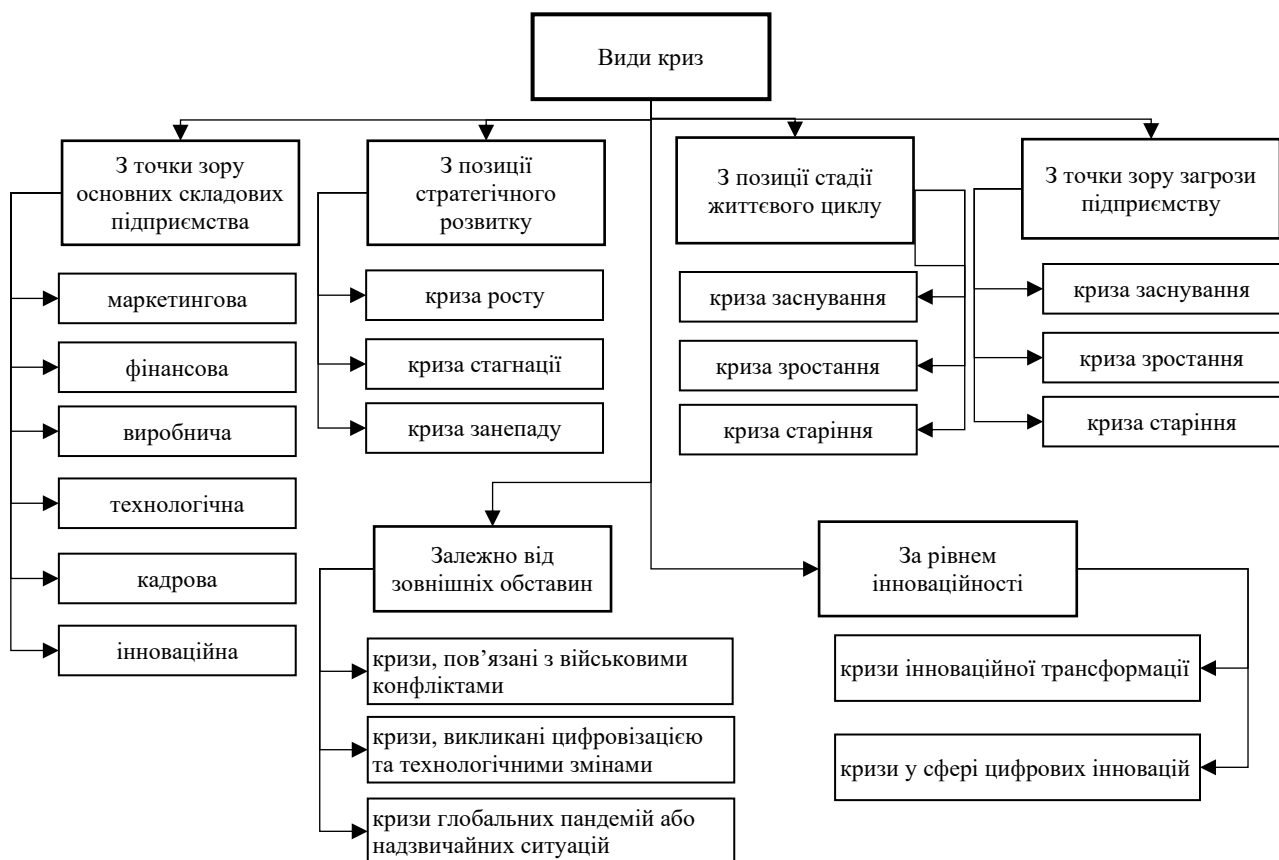 Види криз
З точки зору
основних складових
підприємства
маркетингова
фінансова
виробнича
технологічна
кадрова
інноваційна
З позиції
стратегічного
розвитку
криза росту
криза стагнації
криза занепаду
З позиції стадії
життєвого циклу
криза заснування
криза зростання
криза старіння
З точки зору загрози
підприємству
криза заснування
криза зростання
криза старіння
Залежно від
зовнішніх обставин
кризи, пов’язані з військовими
конфліктами
кризи, викликані цифровізацією
та технологічними змінами
кризи глобальних пандемій або
надзвичайних ситуацій
За рівнем
інноваційності
кризи інноваційної трансформації
кризи у сфері цифрових інновацій